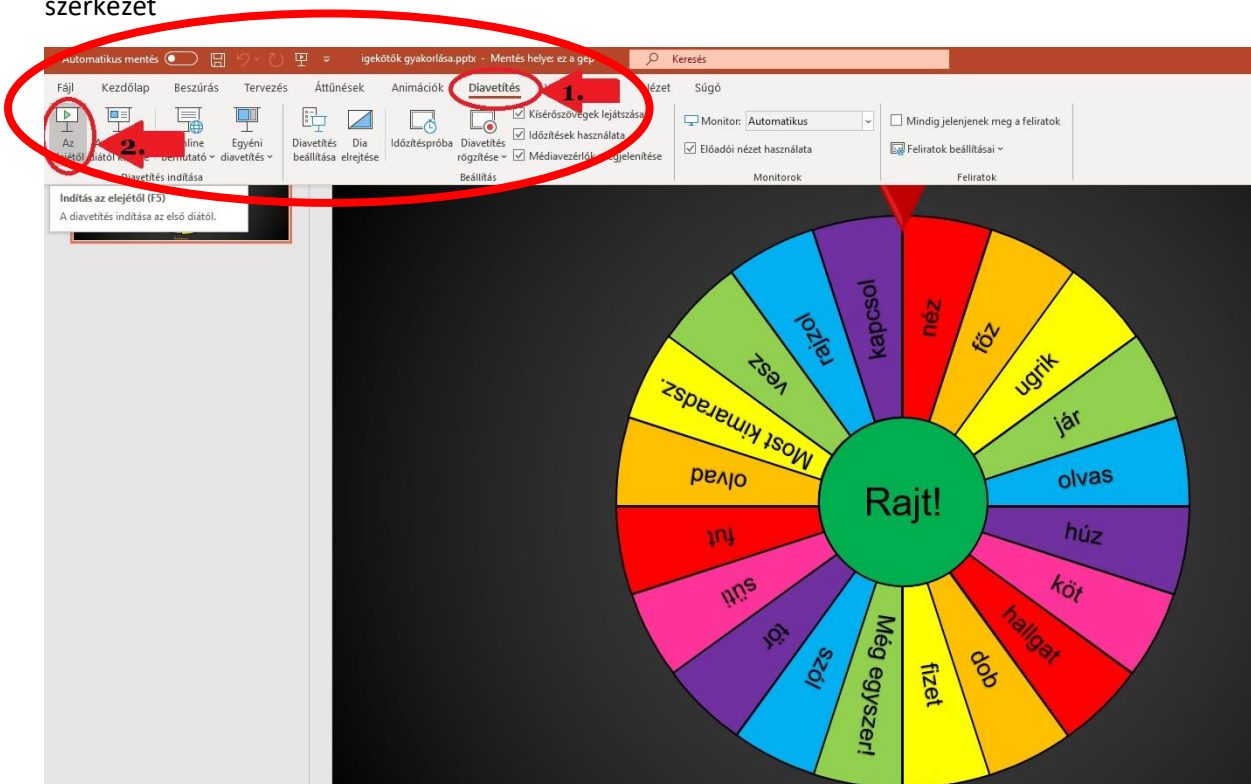 szerkezet
Automatikus mentés
igekötők gyakorlása.pptx - Mentés helye: ez a gép
Keresés
Fájl Kezdőlap Beszúrás Tervezés Áttűnések Animációk Diavetítés 1. Súgó
Az
2.
Egyéni
diavetítés
Diavetítés
beállítása
Dia
elrejtése
Időzítéspróba
Diavetítés
rögzítése
Kísérőszövegek lejátszása
Időzítések használata
Médiavezérlők
Monitor: Automatikus
Előadói nézet használata
Mindig jelenjenek meg a feliratok
Feliratok beállításai
Diavetítés indítása
Beállítás
Monitorok
Feliratok
Indítás az elejétől (F5)
A diavetítés indítása az első diától.
néz
főz
ugrik
jár
olvas
húz
köt
hallgat
dob
fizet
Még egyszer!
szól
tör
süti
fut
olvad
Most kimaradsz.
vesz
rajzol
kapcsol
Rajt!